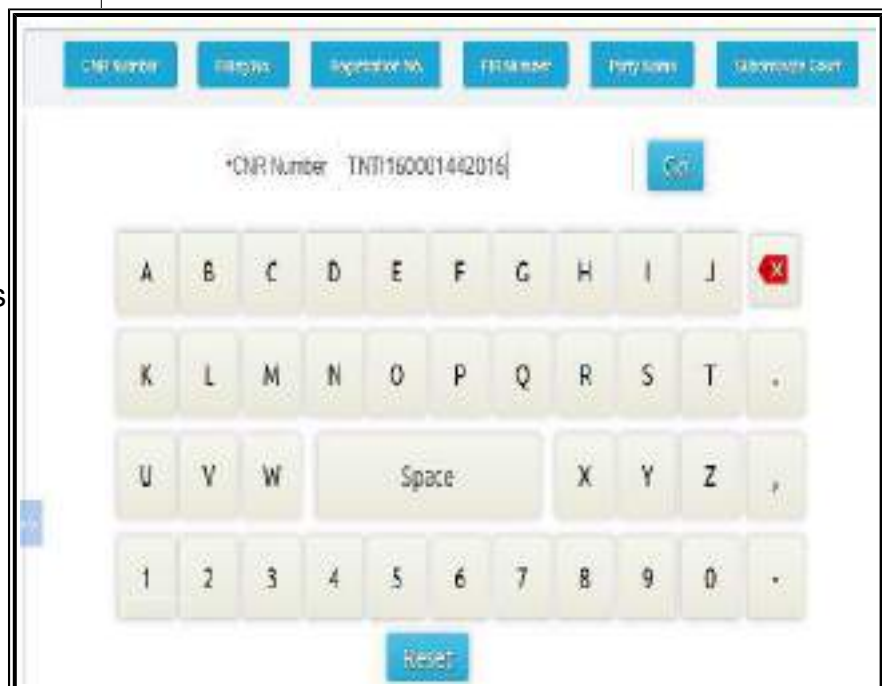 CNR Number Filing No. Registration No. FIR Number Party Name Subordinate Court
*CNR Number TNTI160001442016 Go!
A B C D E F G H I J X
K L M N O P Q R S T .
U V W Space X Y Z ,
1 2 3 4 5 6 7 8 9 0 -
Reset
s